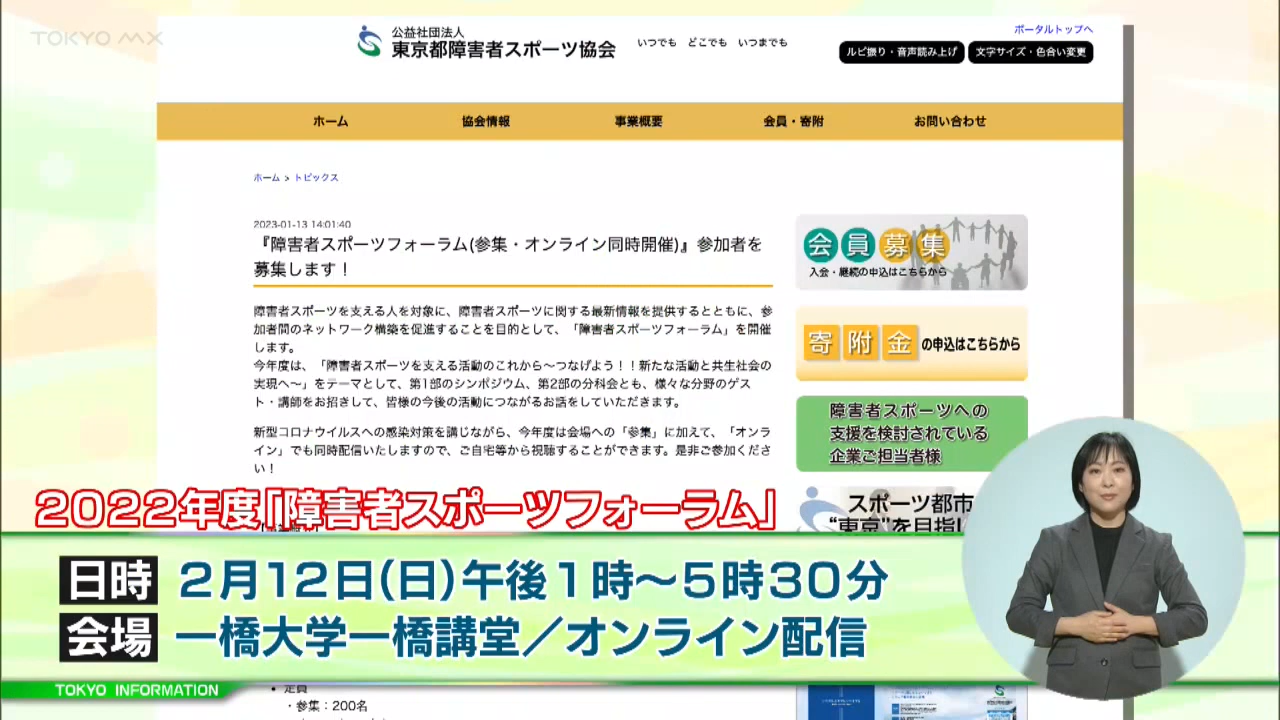 TOKYO MX
公益社団法人
東京都障害者スポーツ協会
いつでも どこでも いつまでも
ポータルトップへ
ルビ振り・音声読み上げ
文字サイズ・色合い変更
ホーム 協会情報 事業概要 会員・寄附 お問い合わせ
ホーム > トピックス
2023-01-13 14:01:40
『障害者スポーツフォーラム(参集・オンライン同時開催)』参加者を
募集します！
障害者スポーツを支える人を対象に、障害者スポーツに関する最新情報を提供するとともに、参
加者間のネットワーク構築を促進することを目的として、「障害者スポーツフォーラム」を開催
します。
今年度は、「障害者スポーツを支える活動のこれから～つなげよう！！新たな活動と共生社会の
実現へ～」をテーマとして、第1部のシンポジウム、第2部の分科会とも、様々な分野のゲス
ト・講師をお招きして、皆様の今後の活動につながるお話をしていただきます。
新型コロナウイルスへの感染対策を講じながら、今年度は会場への「参集」に加えて、「オンラ
イン」でも同時配信いたしますので、ご自宅等から視聴することができます。是非ご参加くださ
い！
会員募集
入会・継続の申込はこちらから
寄附金の申込はこちらから
障害者スポーツへの
支援を検討されている
企業ご担当者様
スポーツ都市
“東京”を目指し
2022年度「障害者スポーツフォーラム」
日時 2月12日(日)午後1時～5時30分
会場 一橋大学一橋講堂／オンライン配信
TOKYO INFORMATION
・定員
・参集：200名